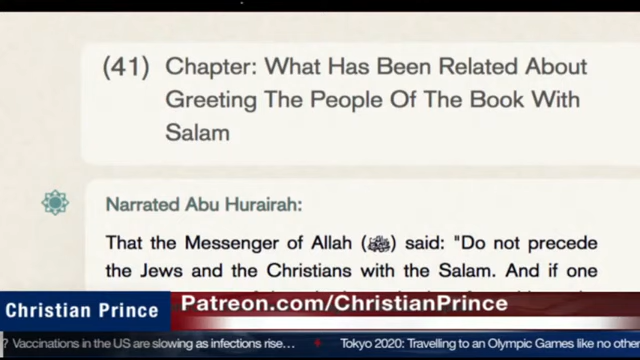 (41) Chapter: What Has Been Related About
Greeting The People Of The Book With
Salam
Narrated Abu Hurairah:
That the Messenger of Allah (ﷺ) said: "Do not precede
the Jews and the Christians with the Salam. And if one
Christian Prince
Patreon.com/ChristianPrince
? Vaccinations in the US are slowing as infections rise...
Tokyo 2020: Travelling to an Olympic Games like no other